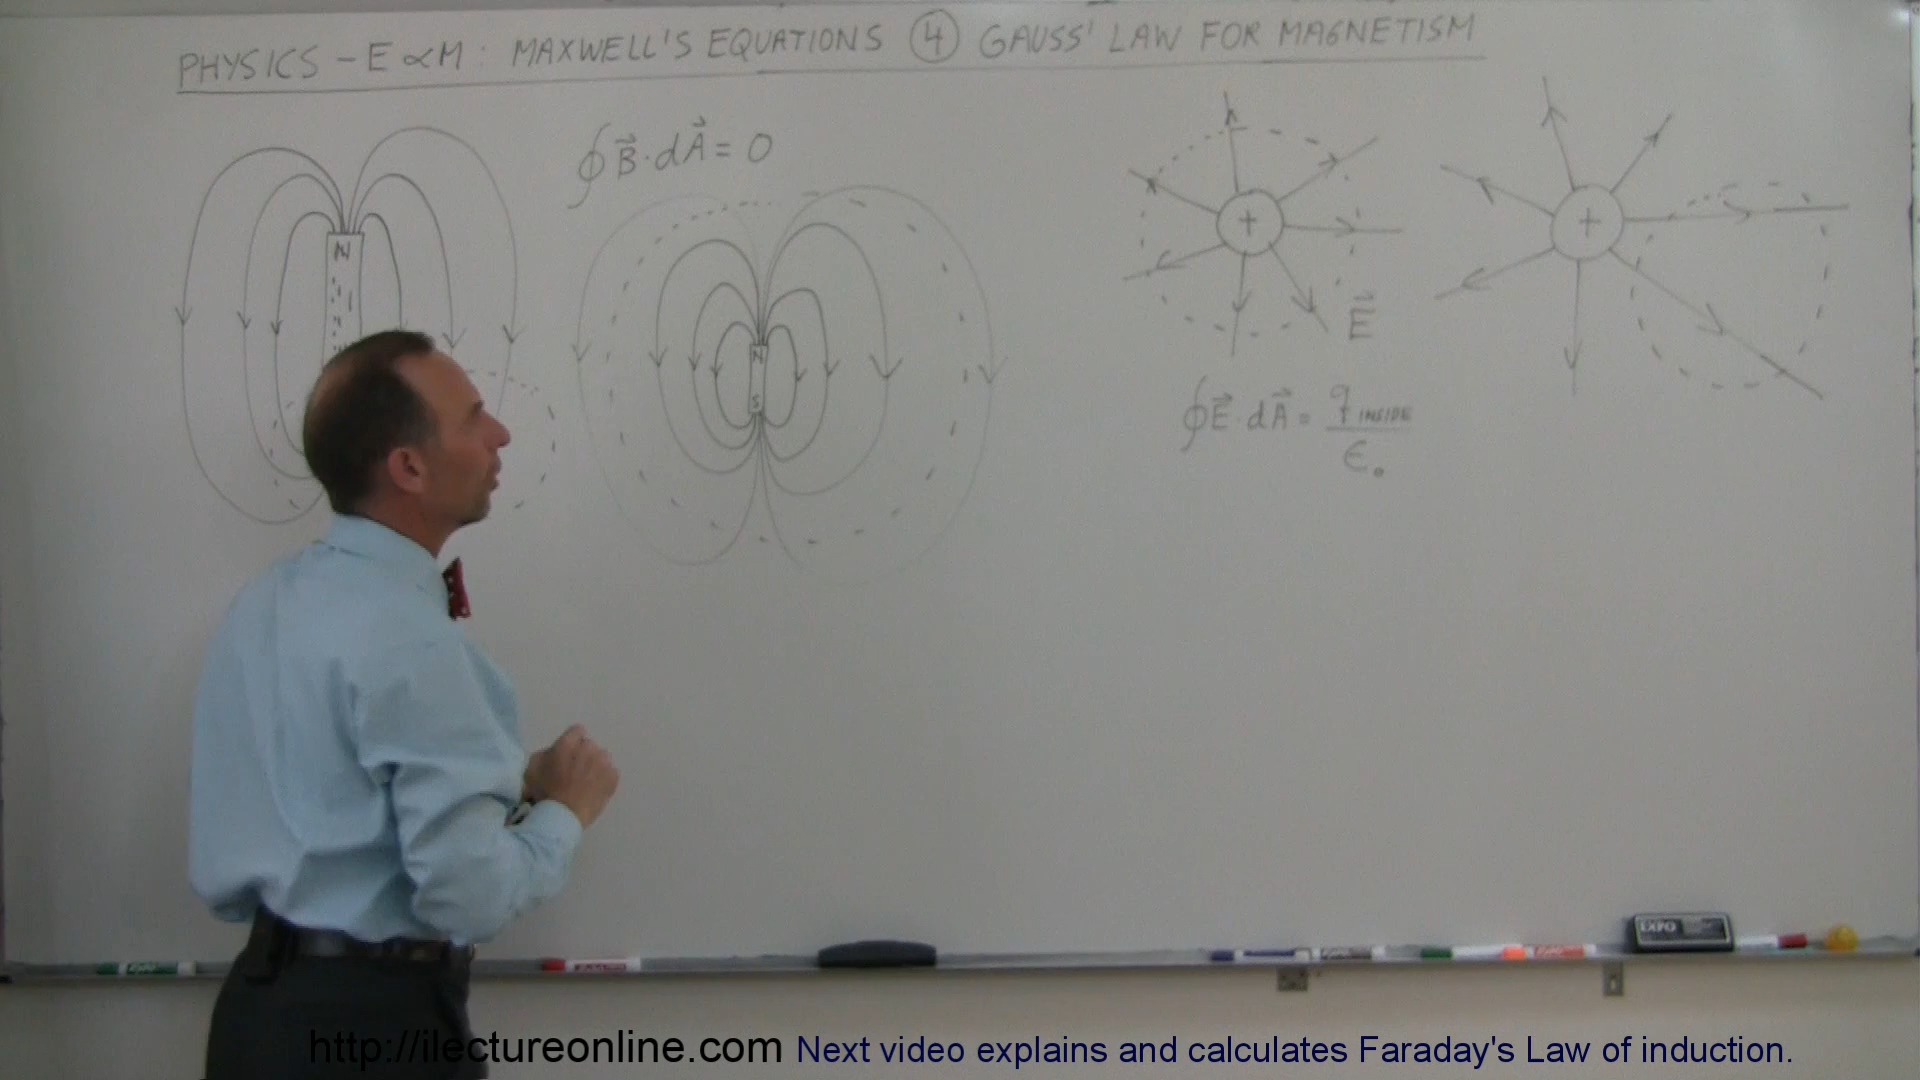 PHYSICS - E ∝ M : MAXWELL'S EQUATIONS ④ GAUSS' LAW FOR MAGNETISM
∮ B⃗ · dA⃗ = 0
N
N
S
+
+
E⃗
∮ E⃗ · dA⃗ = q INSIDE / ε₀
EXPO
http://ilectureonline.com Next video explains and calculates Faraday's Law of induction.